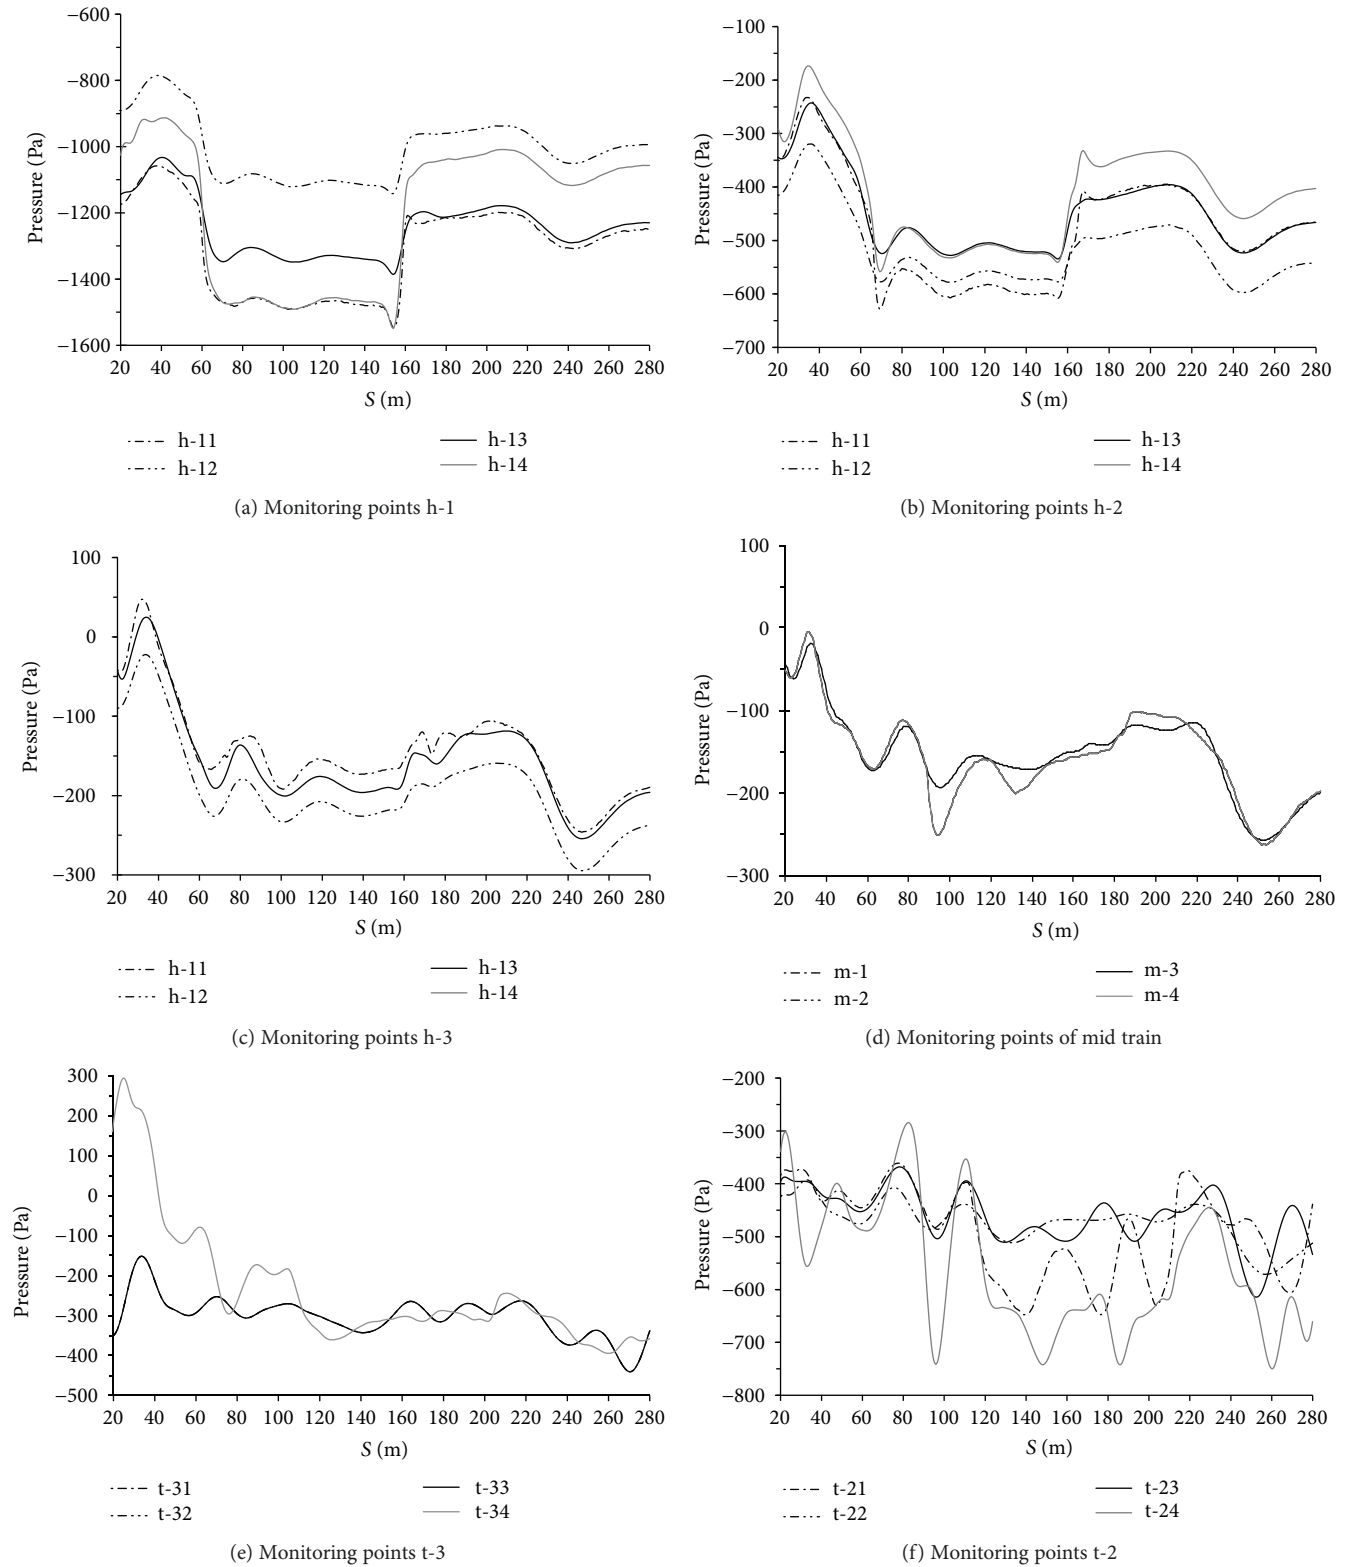 −600
−800
−1000
−1200
−1400
−1600
Pressure (Pa)
20 40 60 80 100 120 140 160 180 200 220 240 260 280
S (m)
h-11 h-13
h-12 h-14
(a) Monitoring points h-1
−100
−200
−300
−400
−500
−600
−700
Pressure (Pa)
20 40 60 80 100 120 140 160 180 200 220 240 260 280
S (m)
h-11 h-13
h-12 h-14
(b) Monitoring points h-2
100
0
−100
−200
−300
Pressure (Pa)
20 40 60 80 100 120 140 160 180 200 220 240 260 280
S (m)
h-11 h-13
h-12 h-14
(c) Monitoring points h-3
100
0
−100
−200
−300
Pressure (Pa)
20 40 60 80 100 120 140 160 180 200 220 240 260 280
S (m)
m-1 m-3
m-2 m-4
(d) Monitoring points of mid train
300
200
100
0
−100
−200
−300
−400
−500
Pressure (Pa)
20 40 60 80 100 120 140 160 180 200 220 240 260 280
S (m)
t-31 t-33
t-32 t-34
(e) Monitoring points t-3
−200
−300
−400
−500
−600
−700
−800
Pressure (Pa)
20 40 60 80 100 120 140 160 180 200 220 240 260 280
S (m)
t-21 t-23
t-22 t-24
(f) Monitoring points t-2